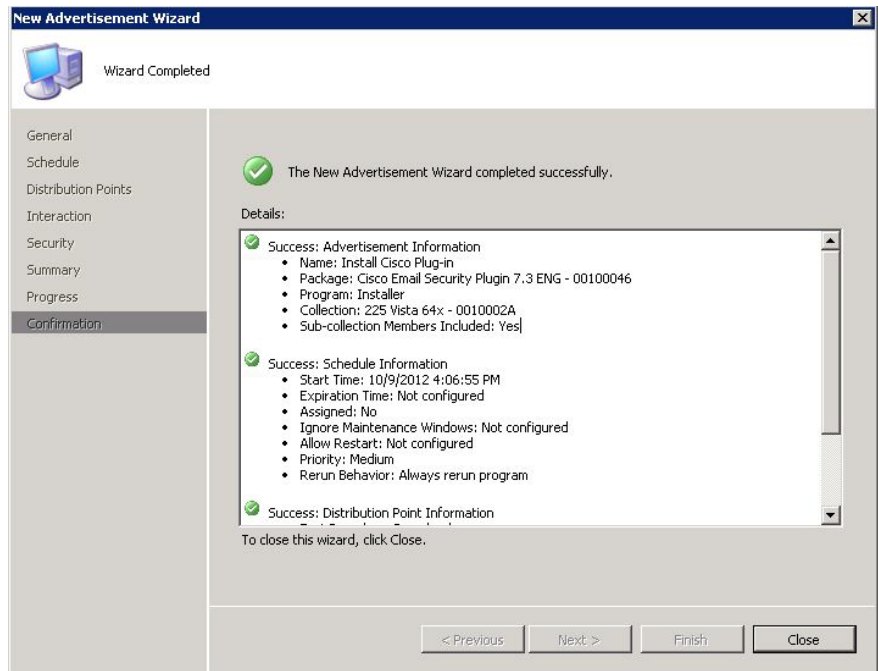 New Advertisement Wizard
Wizard Completed
General
Schedule
Distribution Points
Interaction
Security
Summary
Progress
Confirmation
The New Advertisement Wizard completed successfully.
Details:
Success: Advertisement Information
• Name: Install Cisco Plug-in
• Package: Cisco Email Security Plugin 7.3 ENG - 00100046
• Program: Installer
• Collection: 225 Vista 64x - 0010002A
• Sub-collection Members Included: Yes
Success: Schedule Information
• Start Time: 10/9/2012 4:06:55 PM
• Expiration Time: Not configured
• Assigned: No
• Ignore Maintenance Windows: Not configured
• Allow Restart: Not configured
• Priority: Medium
• Rerun Behavior: Always rerun program
Success: Distribution Point Information
To close this wizard, click Close.
< Previous
Next >
Finish
Close